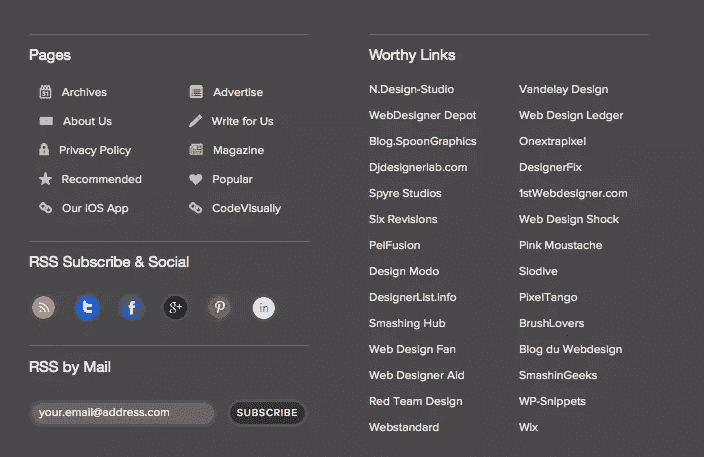 Pages
Archives
Advertise
About Us
Write for Us
Privacy Policy
Magazine
Recommended
Popular
Our iOS App
CodeVisually
RSS Subscribe & Social
g+
in
RSS by Mail
your.email@address.com
SUBSCRIBE
Worthy Links
N.Design-Studio
Vandelay Design
WebDesigner Depot
Web Design Ledger
Blog.SpoonGraphics
Onextrapixel
Djdesignerlab.com
DesignerFix
Spyre Studios
1stWebdesigner.com
Six Revisions
Web Design Shock
PelFusion
Pink Moustache
Design Modo
Slodive
DesignerList.info
PixelTango
Smashing Hub
BrushLovers
Web Design Fan
Blog du Webdesign
Web Designer Aid
SmashinGeeks
Red Team Design
WP-Snippets
Webstandard
Wix